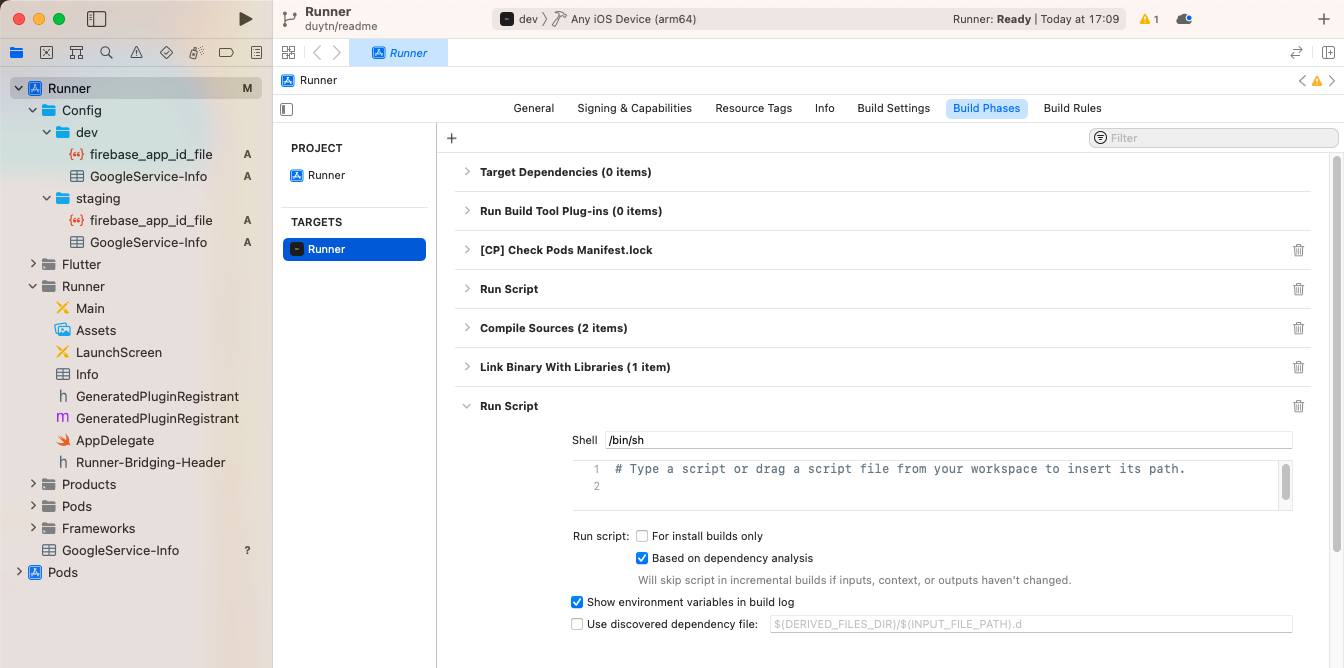 Runner
duytn/readme
dev
Any iOS Device (arm64)
Runner: Ready | Today at 17:09
1
Runner
Runner
M
Config
dev
firebase_app_id_file
A
GoogleService-Info
A
staging
firebase_app_id_file
A
GoogleService-Info
A
Flutter
Runner
Main
Assets
LaunchScreen
Info
h GeneratedPluginRegistrant
m GeneratedPluginRegistrant
AppDelegate
h Runner-Bridging-Header
Products
Pods
Frameworks
GoogleService-Info
?
Pods
Runner
General
Signing & Capabilities
Resource Tags
Info
Build Settings
Build Phases
Build Rules
PROJECT
Runner
TARGETS
Runner
Filter
Target Dependencies (0 items)
Run Build Tool Plug-ins (0 items)
[CP] Check Pods Manifest.lock
Run Script
Compile Sources (2 items)
Link Binary With Libraries (1 item)
Run Script
Shell /bin/sh
1 # Type a script or drag a script file from your workspace to insert its path.
2
Run script: For install builds only
Based on dependency analysis
Will skip script in incremental builds if inputs, context, or outputs haven't changed.
Show environment variables in build log
Use discovered dependency file: $(DERIVED_FILES_DIR)/$(INPUT_FILE_PATH).d